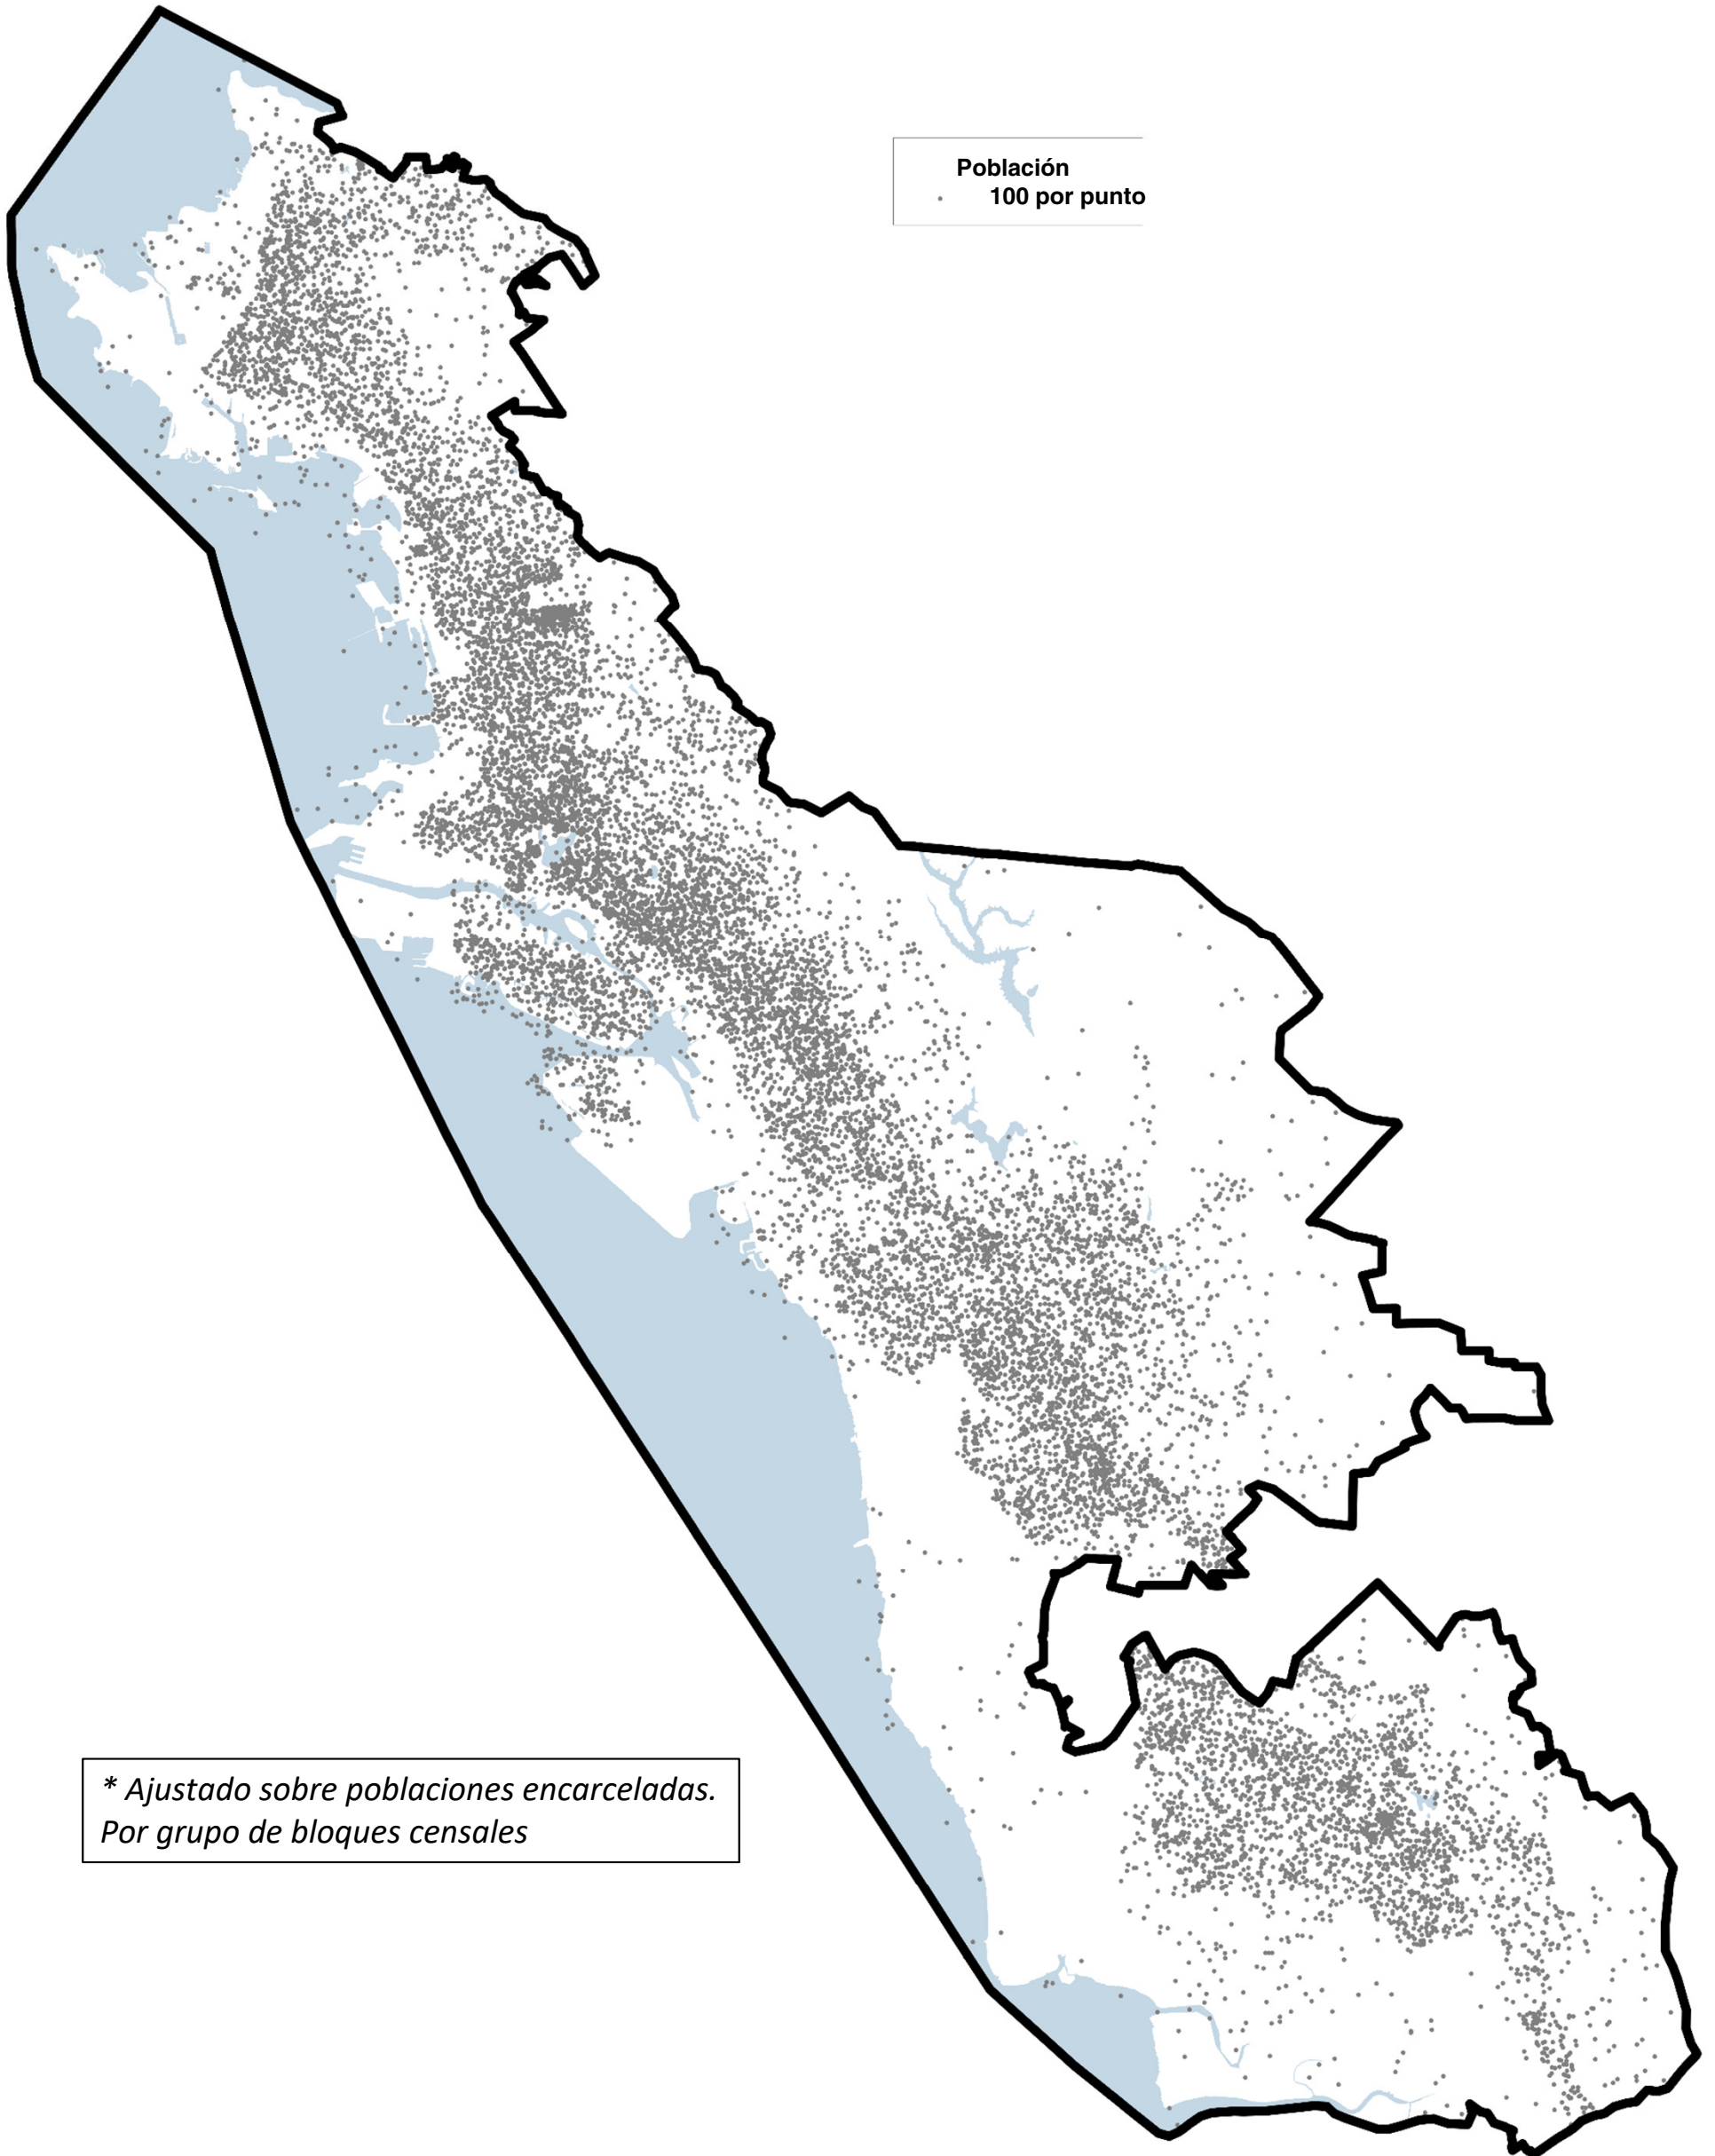 Población
100 por punto
* Ajustado sobre poblaciones encarceladas.
Por grupo de bloques censales